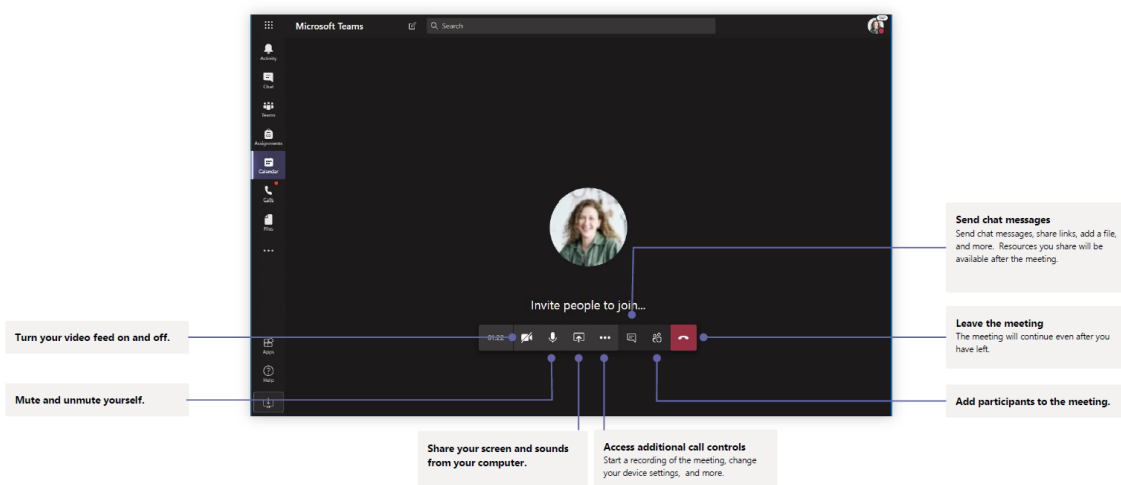 Microsoft Teams
Search
Activity
Chat
Teams
Assignments
Calendar
Calls
Files
Send chat messages
Send chat messages, share links, add a file,
and more. Resources you share will be
available after the meeting.
Invite people to join...
Turn your video feed on and off.
01:22
Leave the meeting
The meeting will continue even after you
have left.
Apps
Help
Mute and unmute yourself.
Add participants to the meeting.
Share your screen and sounds
from your computer.
Access additional call controls
Start a recording of the meeting, change
your device settings, and more.